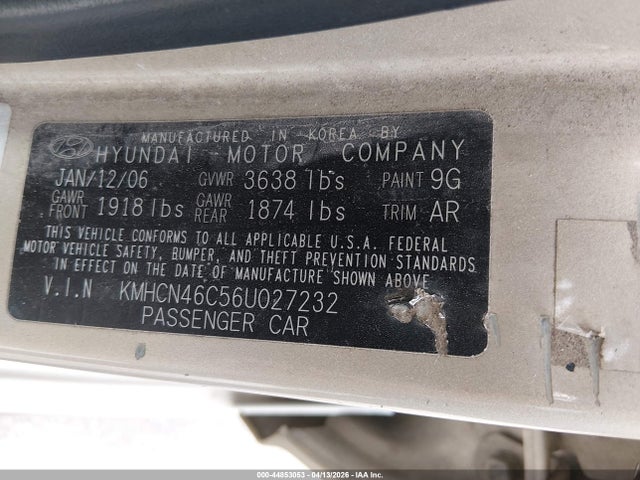 MANUFACTURED IN KOREA BY
HYUNDAI MOTOR COMPANY
JAN/12/06 GVWR 3638 lbs PAINT 9G
GAWR FRONT 1918 lbs GAWR REAR 1874 lbs TRIM AR
THIS VEHICLE CONFORMS TO ALL APPLICABLE U.S.A. FEDERAL
MOTOR VEHICLE SAFETY, BUMPER, AND THEFT PREVENTION STANDARDS
IN EFFECT ON THE DATE OF MANUFACTURE SHOWN ABOVE
V.I.N KMHCN46C56U027232
PASSENGER CAR
000-44853053 - 04/13/2026 - IAA Inc.